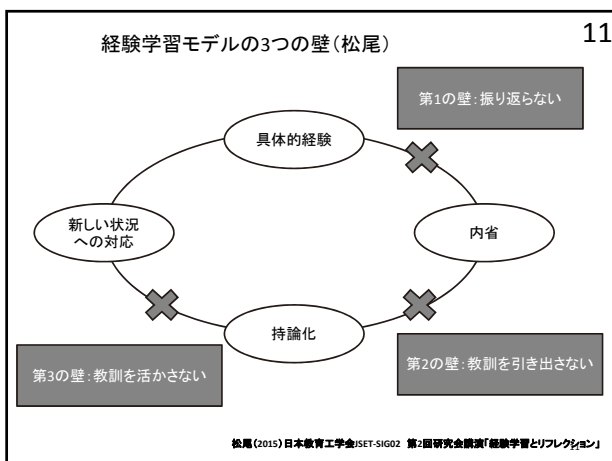 11
経験学習モデルの3つの壁(松尾)
第1の壁:振り返らない
具体的経験
新しい状況
への対応
内省
持論化
第3の壁:教訓を活かさない
第2の壁:教訓を引き出さない
松尾(2015)日本教育工学会JSET-SIG02 第2回研究会講演「経験学習とリフレクション」
11